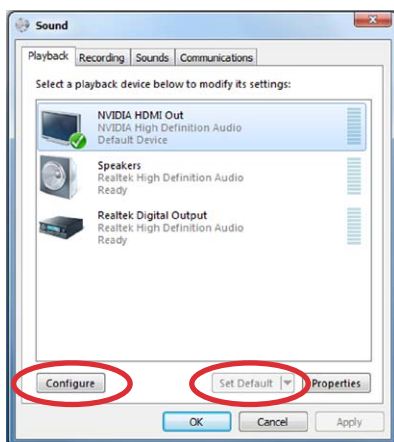 Sound
Playback Recording Sounds Communications
Select a playback device below to modify its settings:
NVIDIA HDMI Out
NVIDIA High Definition Audio
Default Device
Speakers
Realtek High Definition Audio
Ready
Realtek Digital Output
Realtek High Definition Audio
Ready
Configure Set Default Properties
OK Cancel Apply